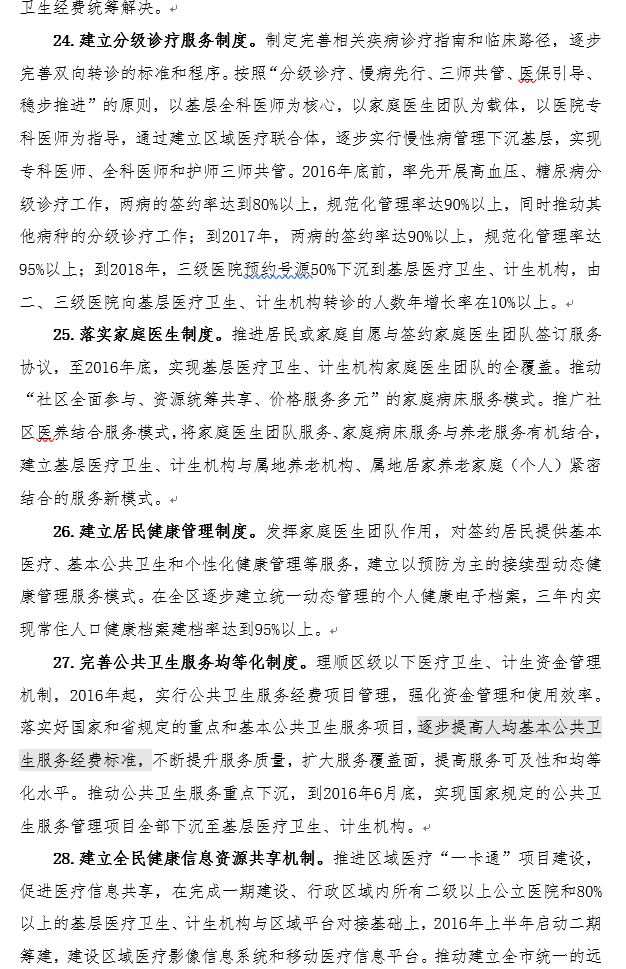 卫生经费统筹解决。
24. 建立分级诊疗服务制度。制定完善相关疾病诊疗指南和临床路径，逐步
完善双向转诊的标准和程序。按照“分级诊疗、慢病先行、三师共管、医保引导、
稳步推进”的原则，以基层全科医师为核心，以家庭医生团队为载体，以医院专
科医师为指导，通过建立区域医疗联合体，逐步实行慢性病管理下沉基层，实现
专科医师、全科医师和护师三师共管。2016年底前，率先开展高血压、糖尿病分
级诊疗工作，两病的签约率达到80%以上，规范化管理率达90%以上，同时推动其
他病种的分级诊疗工作；到2017年，两病的签约率达90%以上，规范化管理率达
95%以上；到2018年，三级医院预约号源50%下沉到基层医疗卫生、计生机构，由
二、三级医院向基层医疗卫生、计生机构转诊的人数年增长率在10%以上。
25. 落实家庭医生制度。推进居民或家庭自愿与签约家庭医生团队签订服务
协议，至2016年底，实现基层医疗卫生、计生机构家庭医生团队的全覆盖。推动
“社区全面参与、资源统筹共享、价格服务多元”的家庭病床服务模式。推广社
区医养结合服务模式，将家庭医生团队服务、家庭病床服务与养老服务有机结合，
建立基层医疗卫生、计生机构与属地养老机构、属地居家养老家庭（个人）紧密
结合的服务新模式。
26. 建立居民健康管理制度。发挥家庭医生团队作用，对签约居民提供基本
医疗、基本公共卫生和个性化健康管理等服务，建立以预防为主的接续型动态健
康管理服务模式。在全区逐步建立统一动态管理的个人健康电子档案，三年内实
现常住人口健康档案建档率达到95%以上。
27. 完善公共卫生服务均等化制度。理顺区级以下医疗卫生、计生资金管理
机制，2016年起，实行公共卫生服务经费项目管理，强化资金管理和使用效率。
落实好国家和省规定的重点和基本公共卫生服务项目，逐步提高人均基本公共卫
生服务经费标准，不断提升服务质量，扩大服务覆盖面，提高服务可及性和均等
化水平。推动公共卫生服务重点下沉，到2016年6月底，实现国家规定的公共卫
生服务管理项目全部下沉至基层医疗卫生、计生机构。
28. 建立全民健康信息资源共享机制。推进区域医疗“一卡通”项目建设，
促进医疗信息共享，在完成一期建设、行政区域内所有二级以上公立医院和80%
以上的基层医疗卫生、计生机构与区域平台对接基础上，2016年上半年启动二期
筹建，建设区域医疗影像信息系统和移动医疗信息平台。推动建立全市统一的远